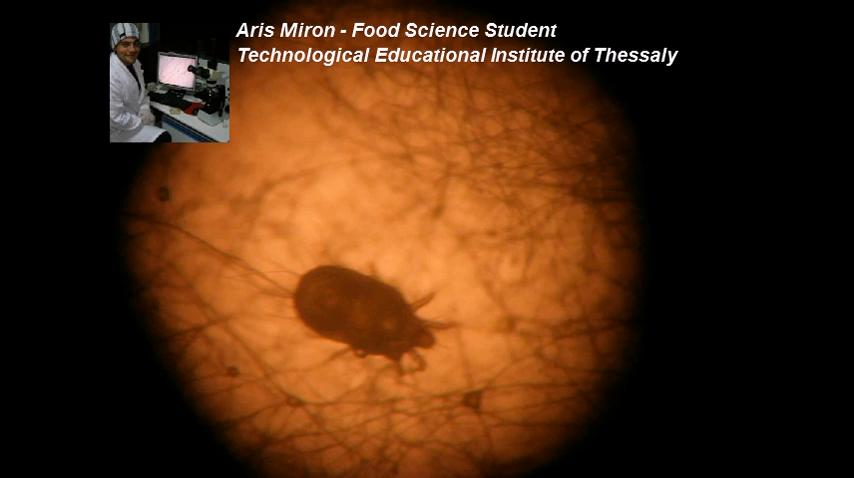 Aris Miron - Food Science Student
Technological Educational Institute of Thessaly